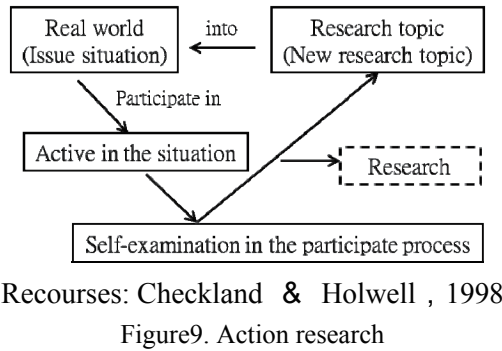 Real world
(Issue situation)
into
Research topic
(New research topic)
Participate in
Active in the situation
Research
Self-examination in the participate process
Recourses: Checkland & Holwell , 1998
Figure9. Action research